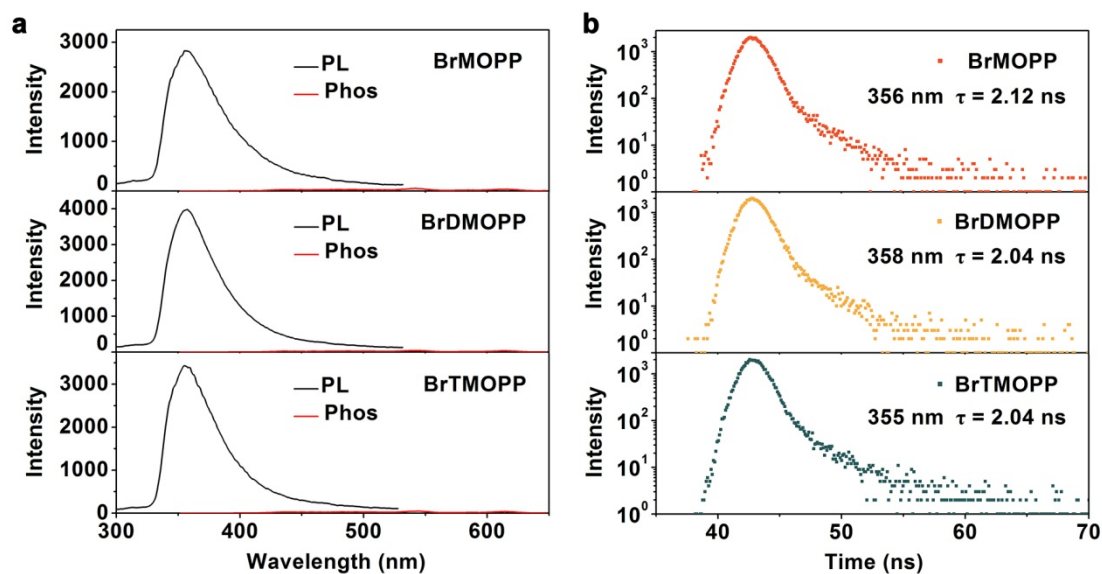 a
3000
2000
1000
0
Intensity
PL
Phos
BrMOPP
4000
3000
2000
1000
0
Intensity
PL
Phos
BrDMOPP
3000
2000
1000
0
Intensity
PL
Phos
BrTMOPP
300 400 500 600
Wavelength (nm)
b
10³
10²
10¹
10⁰
Intensity
BrMOPP
356 nm τ = 2.12 ns
10³
10²
10¹
10⁰
Intensity
BrDMOPP
358 nm τ = 2.04 ns
10³
10²
10¹
10⁰
Intensity
BrTMOPP
355 nm τ = 2.04 ns
40 50 60 70
Time (ns)